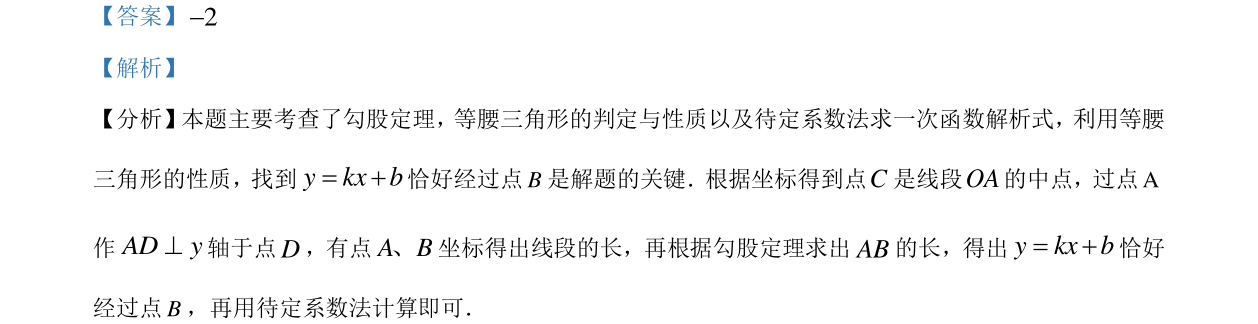 【答案】−2
【解析】
【分析】本题主要考查了勾股定理，等腰三角形的判定与性质以及待定系数法求一次函数解析式，利用等腰
三角形的性质，找到 y = kx + b 恰好经过点 B 是解题的关键．根据坐标得到点 C 是线段 OA 的中点，过点 A
作 AD ⊥ y 轴于点 D，有点 A、B 坐标得出线段的长，再根据勾股定理求出 AB 的长，得出 y = kx + b 恰好
经过点 B，再用待定系数法计算即可．